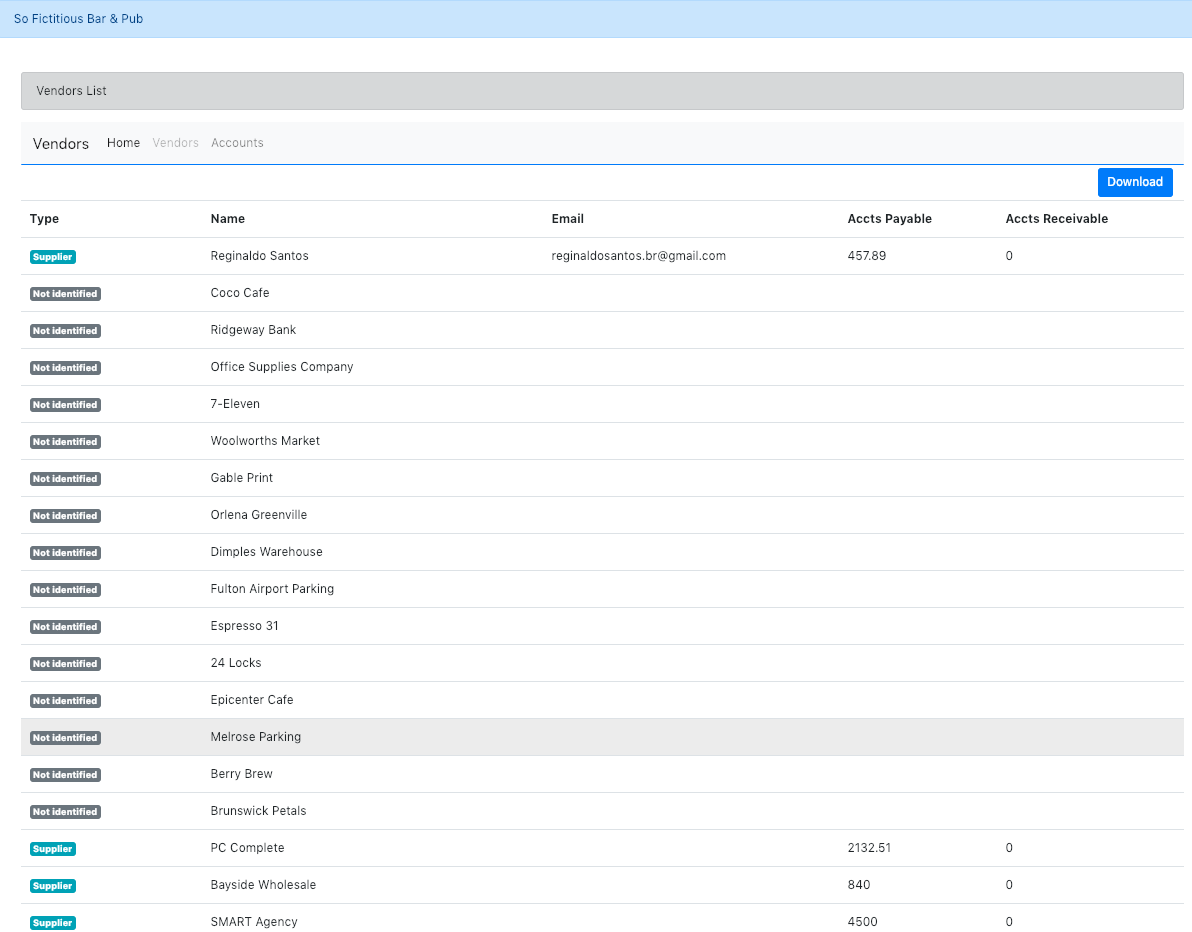 So Fictitious Bar & Pub
Vendors List
Vendors Home Vendors Accounts
Download
Type Name Email Accts Payable Accts Receivable
Supplier Reginaldo Santos reginaldosantos.br@gmail.com 457.89 0
Not identified Coco Cafe
Not identified Ridgeway Bank
Not identified Office Supplies Company
Not identified 7-Eleven
Not identified Woolworths Market
Not identified Gable Print
Not identified Orlena Greenville
Not identified Dimples Warehouse
Not identified Fulton Airport Parking
Not identified Espresso 31
Not identified 24 Locks
Not identified Epicenter Cafe
Not identified Melrose Parking
Not identified Berry Brew
Not identified Brunswick Petals
Supplier PC Complete 2132.51 0
Supplier Bayside Wholesale 840 0
Supplier SMART Agency 4500 0